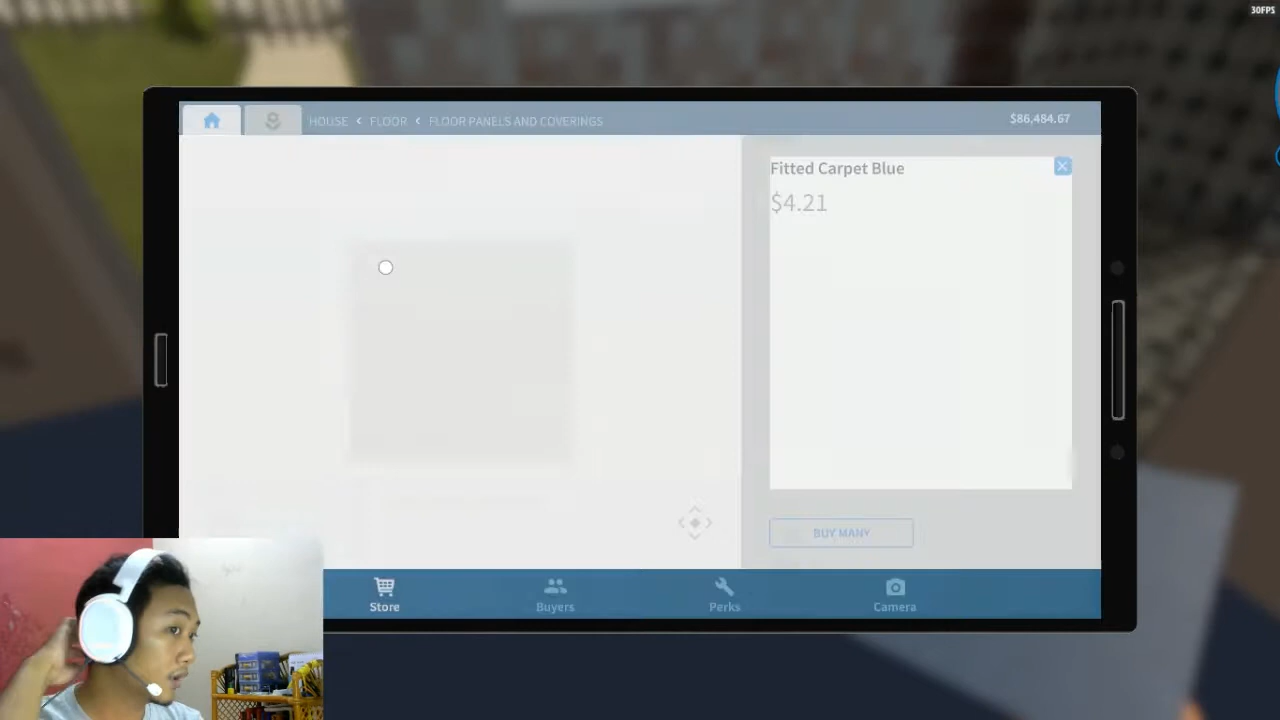 30FPS
HOUSE < FLOOR < FLOOR PANELS AND COVERINGS
$86,484.67
Fitted Carpet Blue
$4.21
BUY MANY
Store
Buyers
Perks
Camera